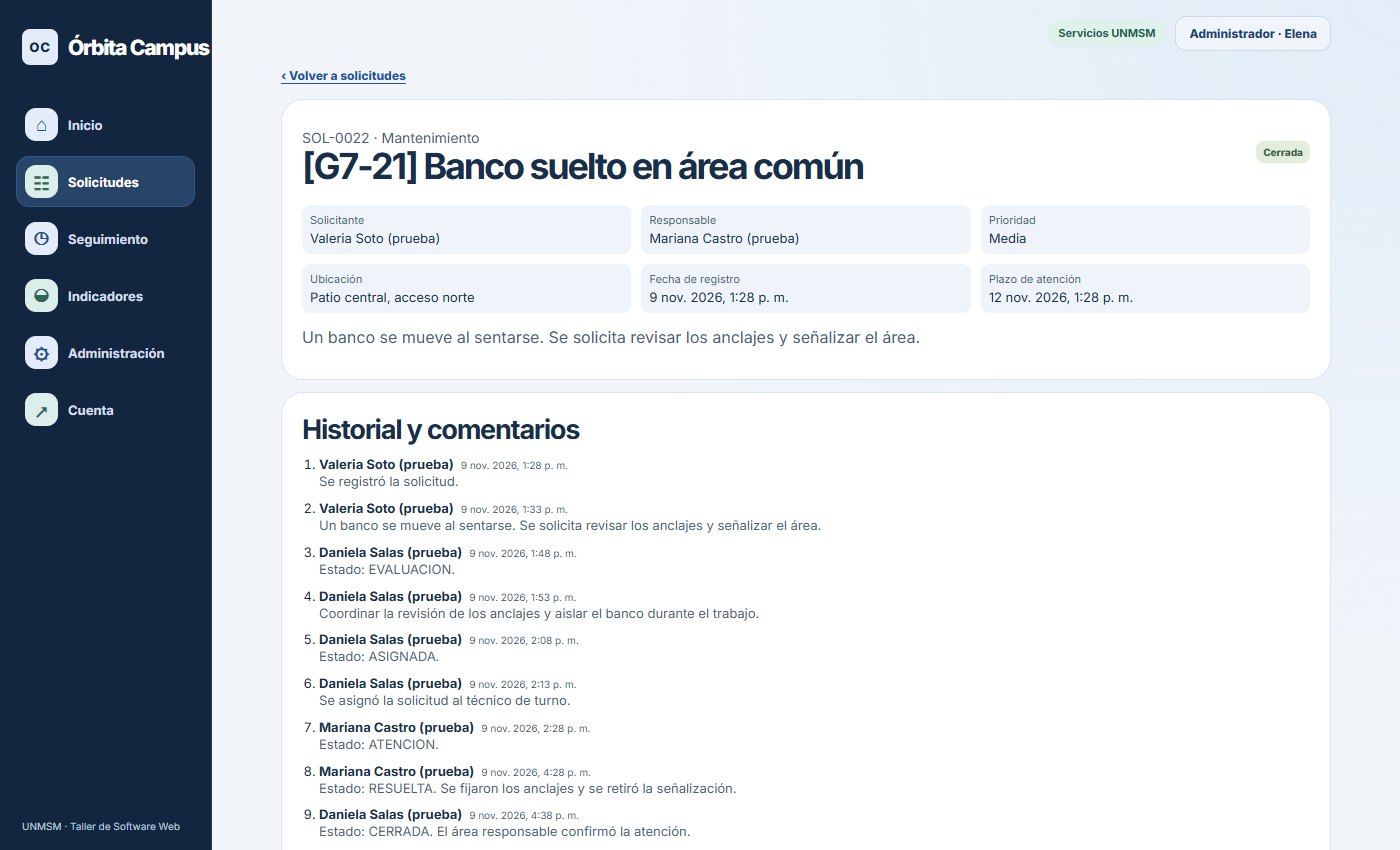 OC Órbita Campus
Inicio
Solicitudes
Seguimiento
Indicadores
Administración
Cuenta
UNMSM · Taller de Software Web
Servicios UNMSM
Administrador · Elena
‹ Volver a solicitudes
SOL-0022 · Mantenimiento
[G7-21] Banco suelto en área común
Cerrada
Solicitante
Valeria Soto (prueba)
Responsable
Mariana Castro (prueba)
Prioridad
Media
Ubicación
Patio central, acceso norte
Fecha de registro
9 nov. 2026, 1:28 p. m.
Plazo de atención
12 nov. 2026, 1:28 p. m.
Un banco se mueve al sentarse. Se solicita revisar los anclajes y señalizar el área.
Historial y comentarios
1. Valeria Soto (prueba) 9 nov. 2026, 1:28 p. m.
Se registró la solicitud.
2. Valeria Soto (prueba) 9 nov. 2026, 1:33 p. m.
Un banco se mueve al sentarse. Se solicita revisar los anclajes y señalizar el área.
3. Daniela Salas (prueba) 9 nov. 2026, 1:48 p. m.
Estado: EVALUACION.
4. Daniela Salas (prueba) 9 nov. 2026, 1:53 p. m.
Coordinar la revisión de los anclajes y aislar el banco durante el trabajo.
5. Daniela Salas (prueba) 9 nov. 2026, 2:08 p. m.
Estado: ASIGNADA.
6. Daniela Salas (prueba) 9 nov. 2026, 2:13 p. m.
Se asignó la solicitud al técnico de turno.
7. Mariana Castro (prueba) 9 nov. 2026, 2:28 p. m.
Estado: ATENCION.
8. Mariana Castro (prueba) 9 nov. 2026, 4:28 p. m.
Estado: RESUELTA. Se fijaron los anclajes y se retiró la señalización.
9. Daniela Salas (prueba) 9 nov. 2026, 4:38 p. m.
Estado: CERRADA. El área responsable confirmó la atención.